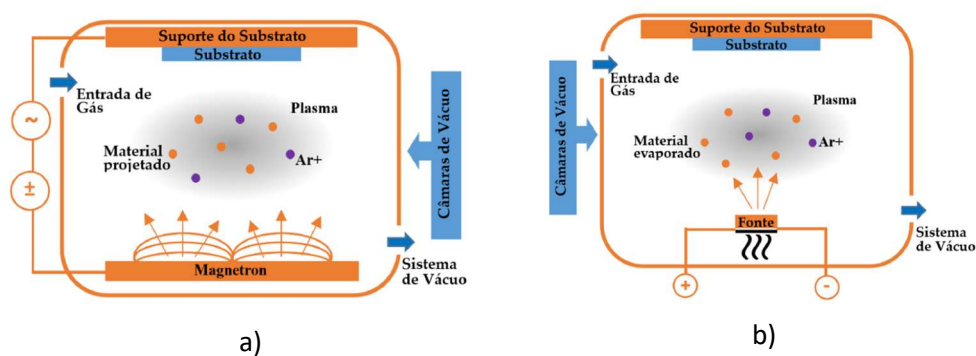 Suporte do Substrato
Substrato
Entrada de
Gás
Plasma
Material
projetado
Ar+
~
±
Câmaras de Vácuo
Magnetron
Sistema
de Vácuo
a)
Suporte do Substrato
Substrato
Entrada de
Gás
Câmaras de Vácuo
Plasma
Material
evaporado
Ar+
Fonte
Sistema
de Vácuo
+
-
b)